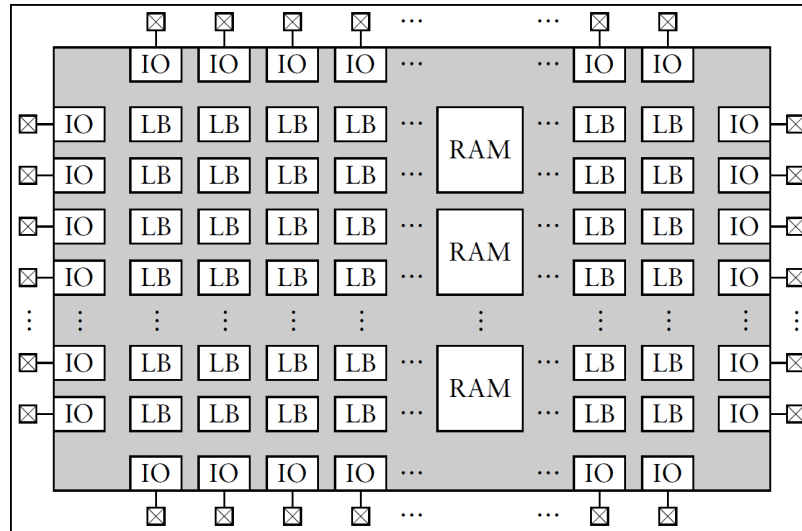 ... ...
IO IO IO IO ... ... IO IO
IO LB LB LB LB ... RAM ... LB LB IO
IO LB LB LB LB ... ... LB LB IO
IO LB LB LB LB ... RAM ... LB LB IO
IO LB LB LB LB ... ... LB LB IO
⋮ ⋮ ⋮ ⋮ ⋮ ⋮ ⋮ ⋮ ⋮ ⋮ ⋮
IO LB LB LB LB ... RAM ... LB LB IO
IO LB LB LB LB ... ... LB LB IO
IO IO IO IO ... ... IO IO
... ...